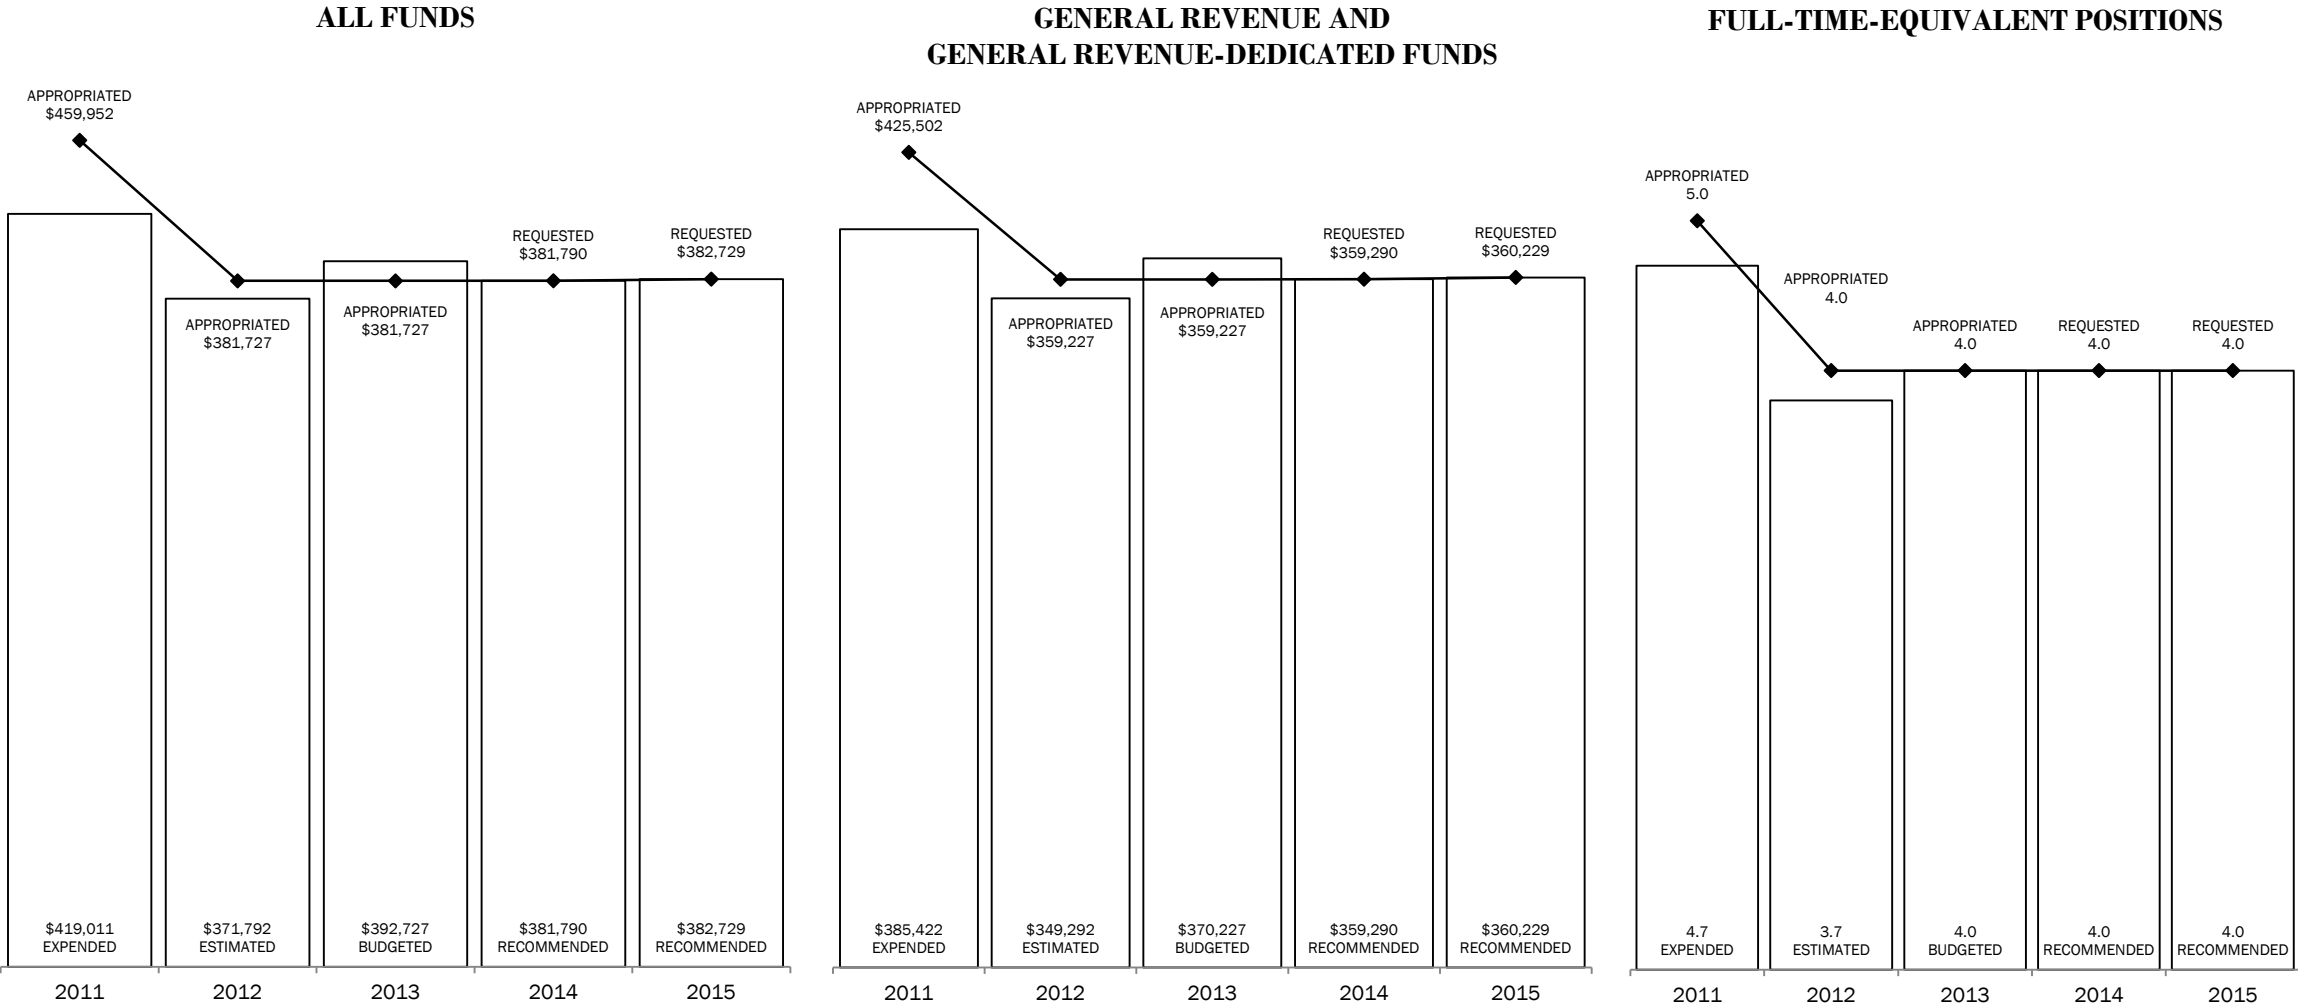 ALL FUNDS
APPROPRIATED
$459,952
APPROPRIATED
$381,727
APPROPRIATED
$381,727
REQUESTED
$381,790
REQUESTED
$382,729
$419,011
EXPENDED
$371,792
ESTIMATED
$392,727
BUDGETED
$381,790
RECOMMENDED
$382,729
RECOMMENDED
2011
2012
2013
2014
2015
GENERAL REVENUE AND
GENERAL REVENUE-DEDICATED FUNDS
APPROPRIATED
$425,502
APPROPRIATED
$359,227
APPROPRIATED
$359,227
REQUESTED
$359,290
REQUESTED
$360,229
$385,422
EXPENDED
$349,292
ESTIMATED
$370,227
BUDGETED
$359,290
RECOMMENDED
$360,229
RECOMMENDED
2011
2012
2013
2014
2015
FULL-TIME-EQUIVALENT POSITIONS
APPROPRIATED
5.0
APPROPRIATED
4.0
APPROPRIATED
4.0
REQUESTED
4.0
REQUESTED
4.0
4.7
EXPENDED
3.7
ESTIMATED
4.0
BUDGETED
4.0
RECOMMENDED
4.0
RECOMMENDED
2011
2012
2013
2014
2015